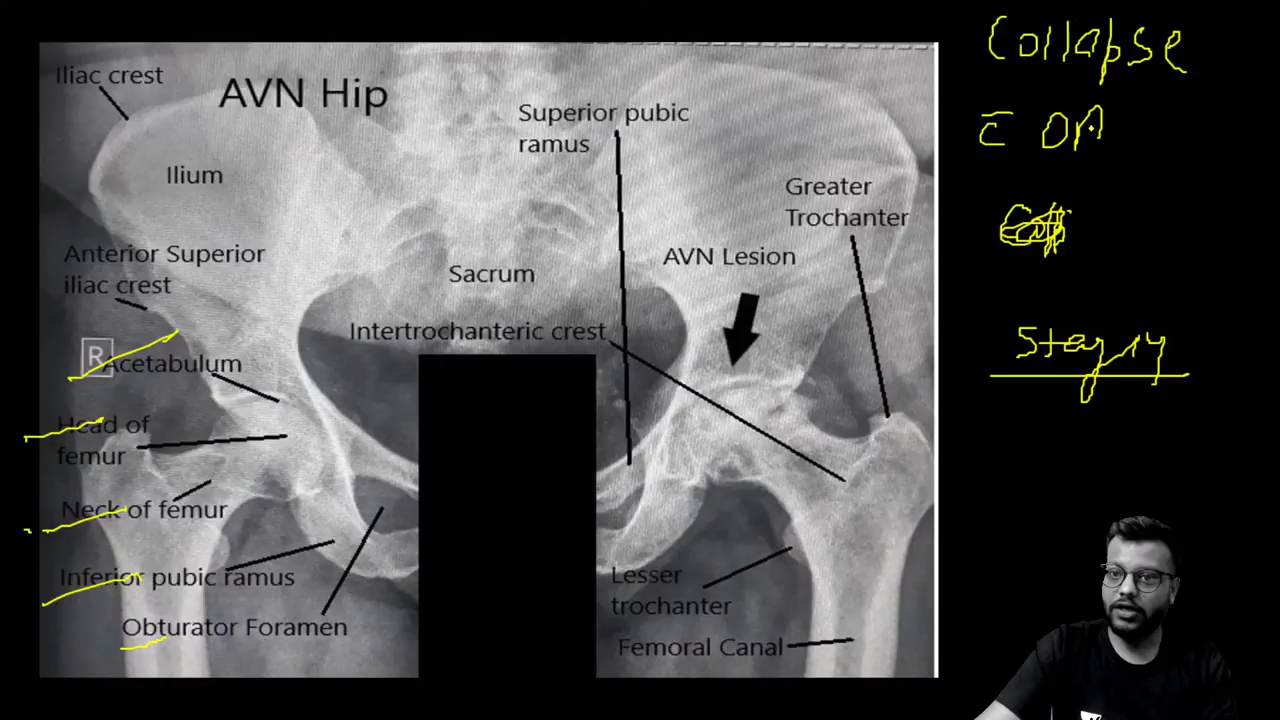 Iliac crest
AVN Hip
Ilium
Anterior Superior
iliac crest
R
Acetabulum
Head of
femur
Neck of femur
Inferior pubic ramus
Obturator Foramen
Superior pubic
ramus
Sacrum
Intertrochanteric crest
Greater
Trochanter
AVN Lesion
Lesser
trochanter
Femoral Canal
Collapse
OA